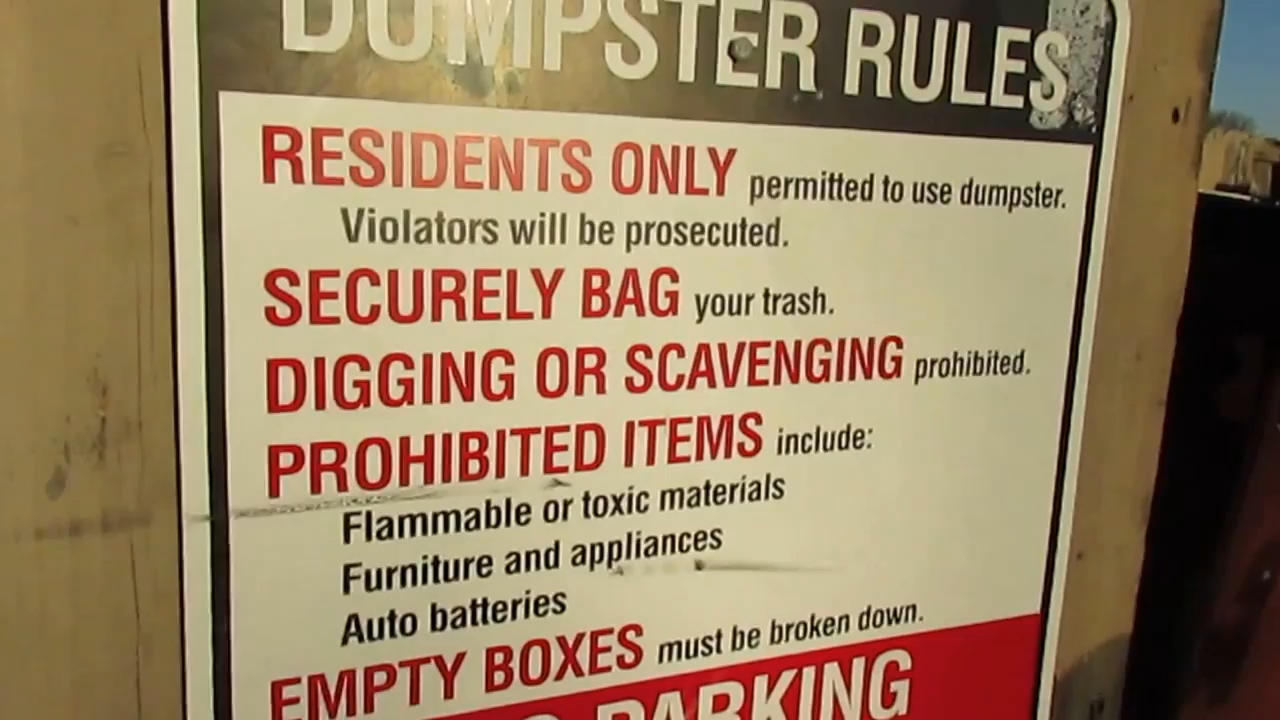 DUMPSTER RULES
RESIDENTS ONLY permitted to use dumpster.
Violators will be prosecuted.
SECURELY BAG your trash.
DIGGING OR SCAVENGING prohibited.
PROHIBITED ITEMS include:
Flammable or toxic materials
Furniture and appliances
Auto batteries
EMPTY BOXES must be broken down.
PARKING